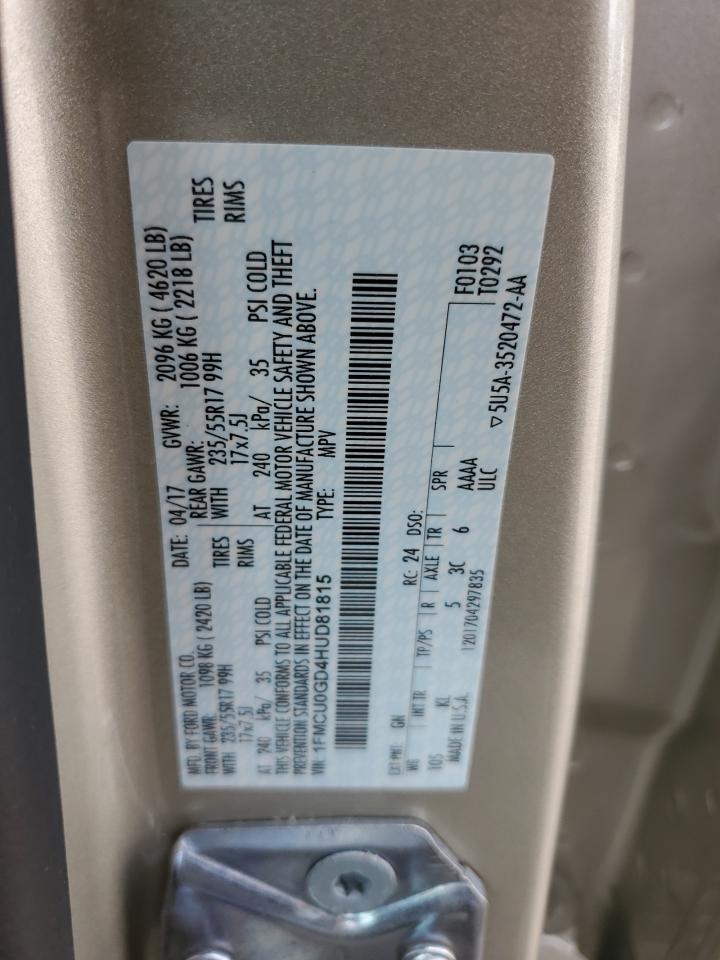 MFD. BY FORD MOTOR CO. DATE: 04/17 GVWR: 2096 KG ( 4620 LB)
FRONT GAWR: 1098 KG ( 2420 LB) REAR GAWR: 1006 KG ( 2218 LB)
WITH 235/55R17 99H TIRES WITH 235/55R17 99H TIRES
17x7.5J RIMS 17x7.5J RIMS
AT 240 kPa/ 35 PSI COLD AT 240 kPa/ 35 PSI COLD
THIS VEHICLE CONFORMS TO ALL APPLICABLE FEDERAL MOTOR VEHICLE SAFETY AND THEFT
PREVENTION STANDARDS IN EFFECT ON THE DATE OF MANUFACTURE SHOWN ABOVE.
VIN: 1FMCU0GD4HUD81815 TYPE: MPV
EXT PNT: GN RC: 24 DSO: F0103
T0292
WB INT TR TP/PS R AXLE TR SPR
105 KL 5 3C 6 AAAA
ULC
▽5U5A-3520472-AA
MADE IN U.S.A. 1201704297835